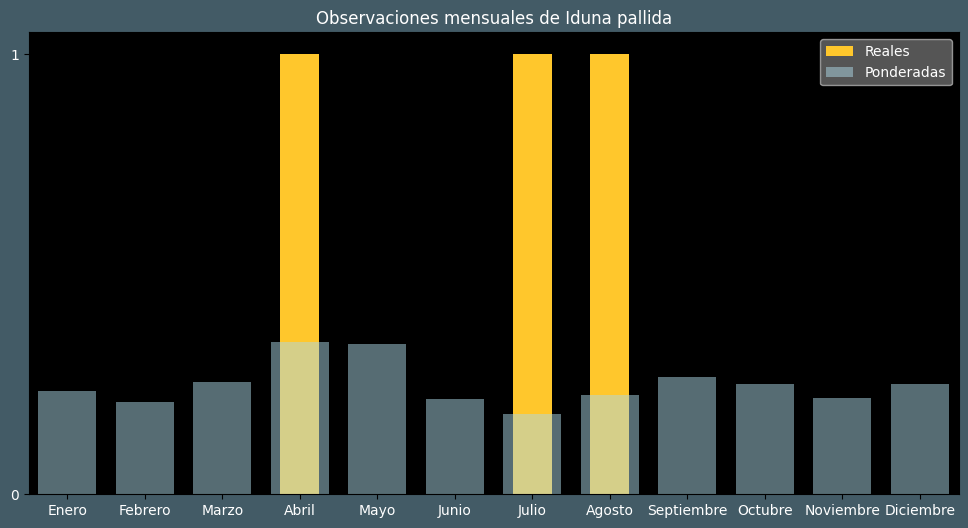 Observaciones mensuales de Iduna pallida
Reales
Ponderadas
1
0
Enero Febrero Marzo Abril Mayo Junio Julio Agosto Septiembre Octubre Noviembre Diciembre